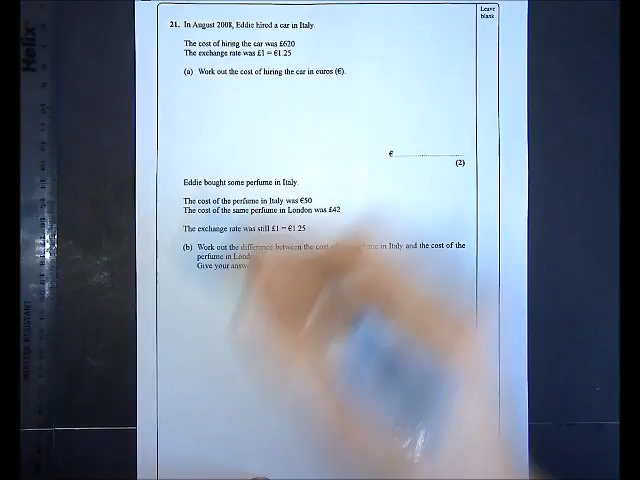 Leave
blank
21. In August 2008, Eddie hired a car in Italy.
The cost of hiring the car was £620
The exchange rate was £1 = €1.25
(a) Work out the cost of hiring the car in euros (€).
€
(2)
Eddie bought some perfume in Italy.
The cost of the perfume in Italy was €50
The cost of the same perfume in London was £42
The exchange rate was still £1 = €1.25
(b) Work out the difference between the cost of in Italy and the cost of the
perfume in
Give your
Helix
SHATTER RESISTANT